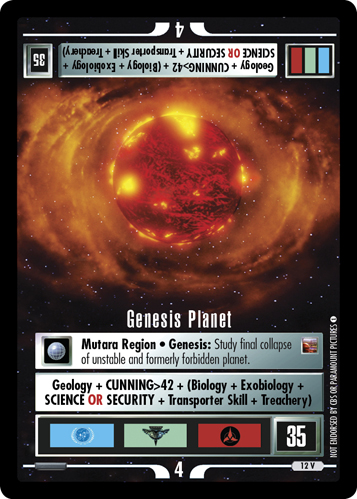 4
Geology + CUNNING>42 + (Biology + Exobiology +
SCIENCE OR SECURITY + Transporter Skill + Treachery)
35
Genesis Planet
Mutara Region • Genesis: Study final collapse
of unstable and formerly forbidden planet.
Geology + CUNNING>42 + (Biology + Exobiology +
SCIENCE OR SECURITY + Transporter Skill + Treachery)
35
4
12 V
NOT ENDORSED BY CBS OR PARAMOUNT PICTURES